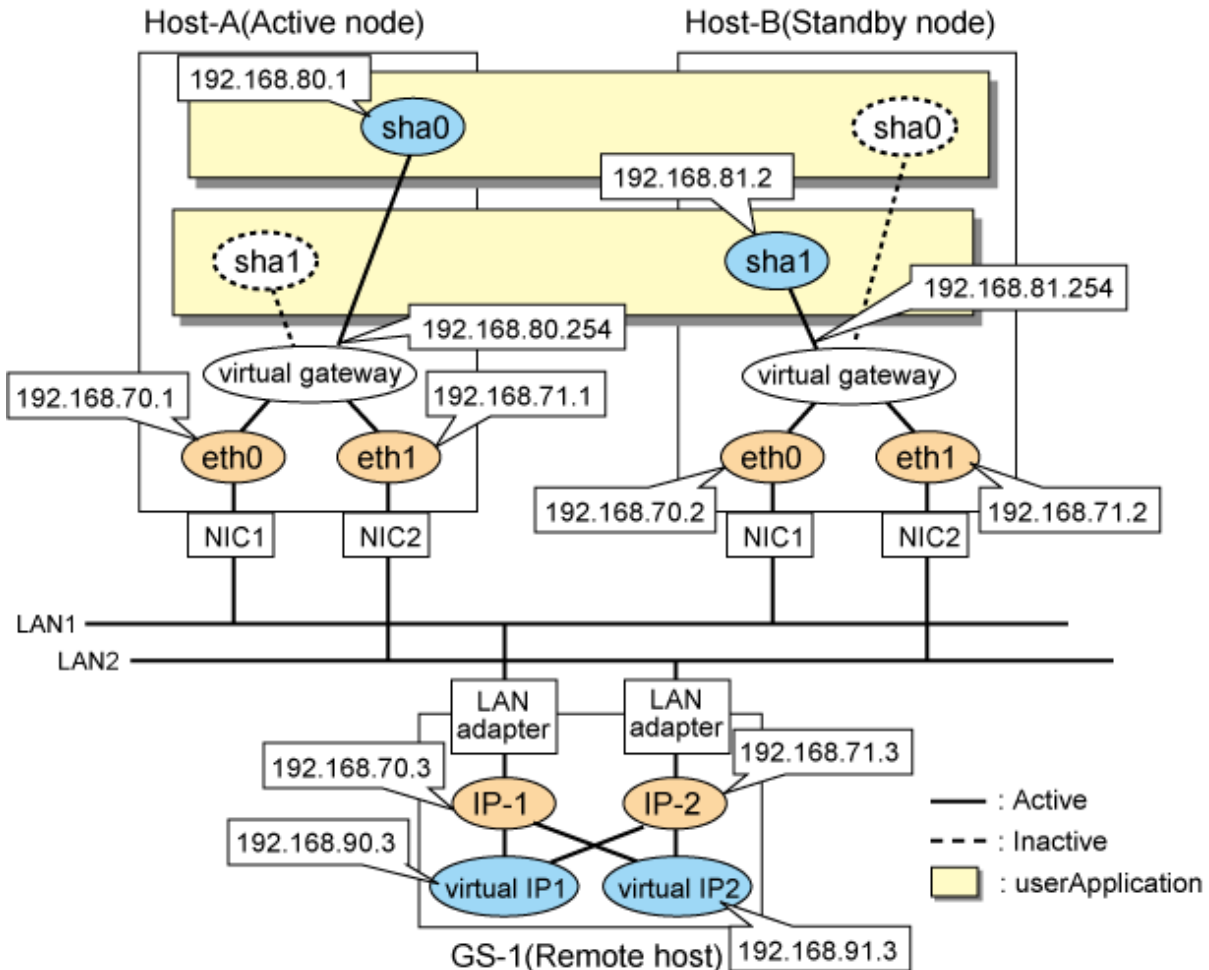 Host-A(Active node)
Host-B(Standby node)
192.168.80.1
sha0
sha0
192.168.81.2
sha1
sha1
192.168.81.254
192.168.80.254
virtual gateway
virtual gateway
192.168.70.1
192.168.71.1
eth0
eth1
eth0
eth1
192.168.70.2
192.168.71.2
NIC1
NIC2
NIC1
NIC2
LAN1
LAN2
LAN
adapter
LAN
adapter
192.168.70.3
192.168.71.3
IP-1
IP-2
192.168.90.3
virtual IP1
virtual IP2
192.168.91.3
GS-1(Remote host)
: Active
: Inactive
: userApplication